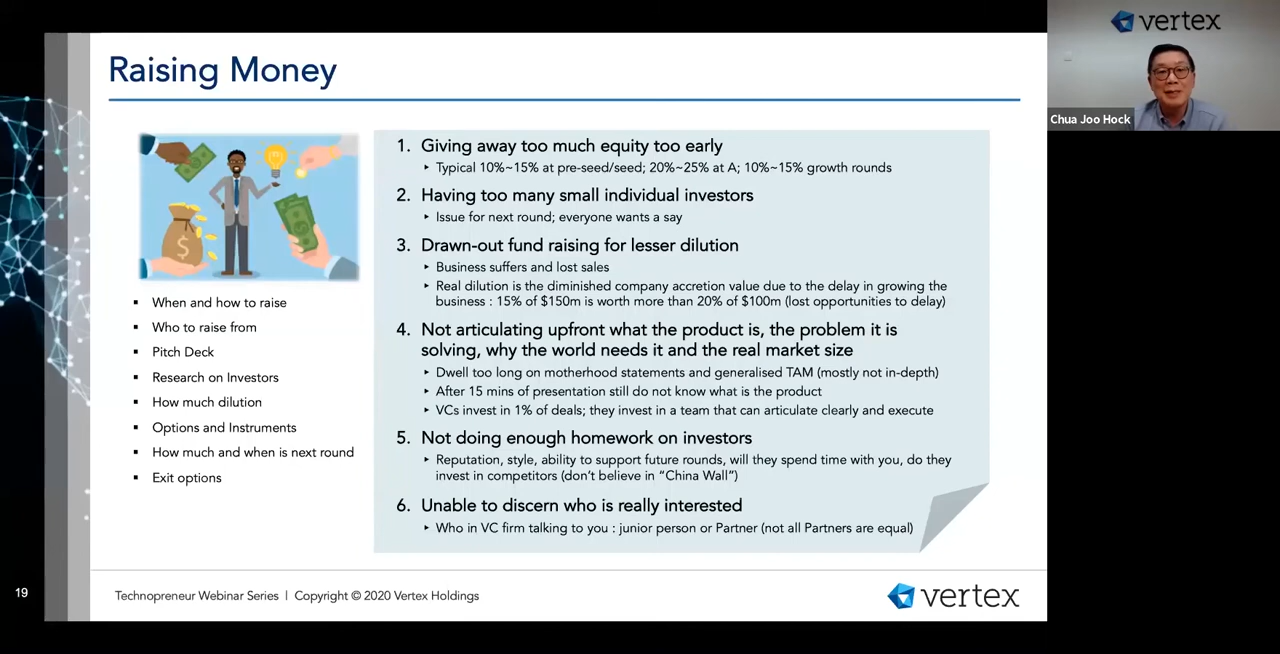 vertex
Chua Joo Hock
Raising Money
When and how to raise
Who to raise from
Pitch Deck
Research on Investors
How much dilution
Options and Instruments
How much and when is next round
Exit options
1. Giving away too much equity too early
Typical 10%~15% at pre-seed/seed; 20%~25% at A; 10%~15% growth rounds
2. Having too many small individual investors
Issue for next round; everyone wants a say
3. Drawn-out fund raising for lesser dilution
Business suffers and lost sales
Real dilution is the diminished company accretion value due to the delay in growing the
business : 15% of $150m is worth more than 20% of $100m (lost opportunities to delay)
4. Not articulating upfront what the product is, the problem it is
solving, why the world needs it and the real market size
Dwell too long on motherhood statements and generalised TAM (mostly not in-depth)
After 15 mins of presentation still do not know what is the product
VCs invest in 1% of deals; they invest in a team that can articulate clearly and execute
5. Not doing enough homework on investors
Reputation, style, ability to support future rounds, will they spend time with you, do they
invest in competitors (don't believe in "China Wall")
6. Unable to discern who is really interested
Who in VC firm talking to you : junior person or Partner (not all Partners are equal)
19
Technopreneur Webinar Series | Copyright © 2020 Vertex Holdings
vertex